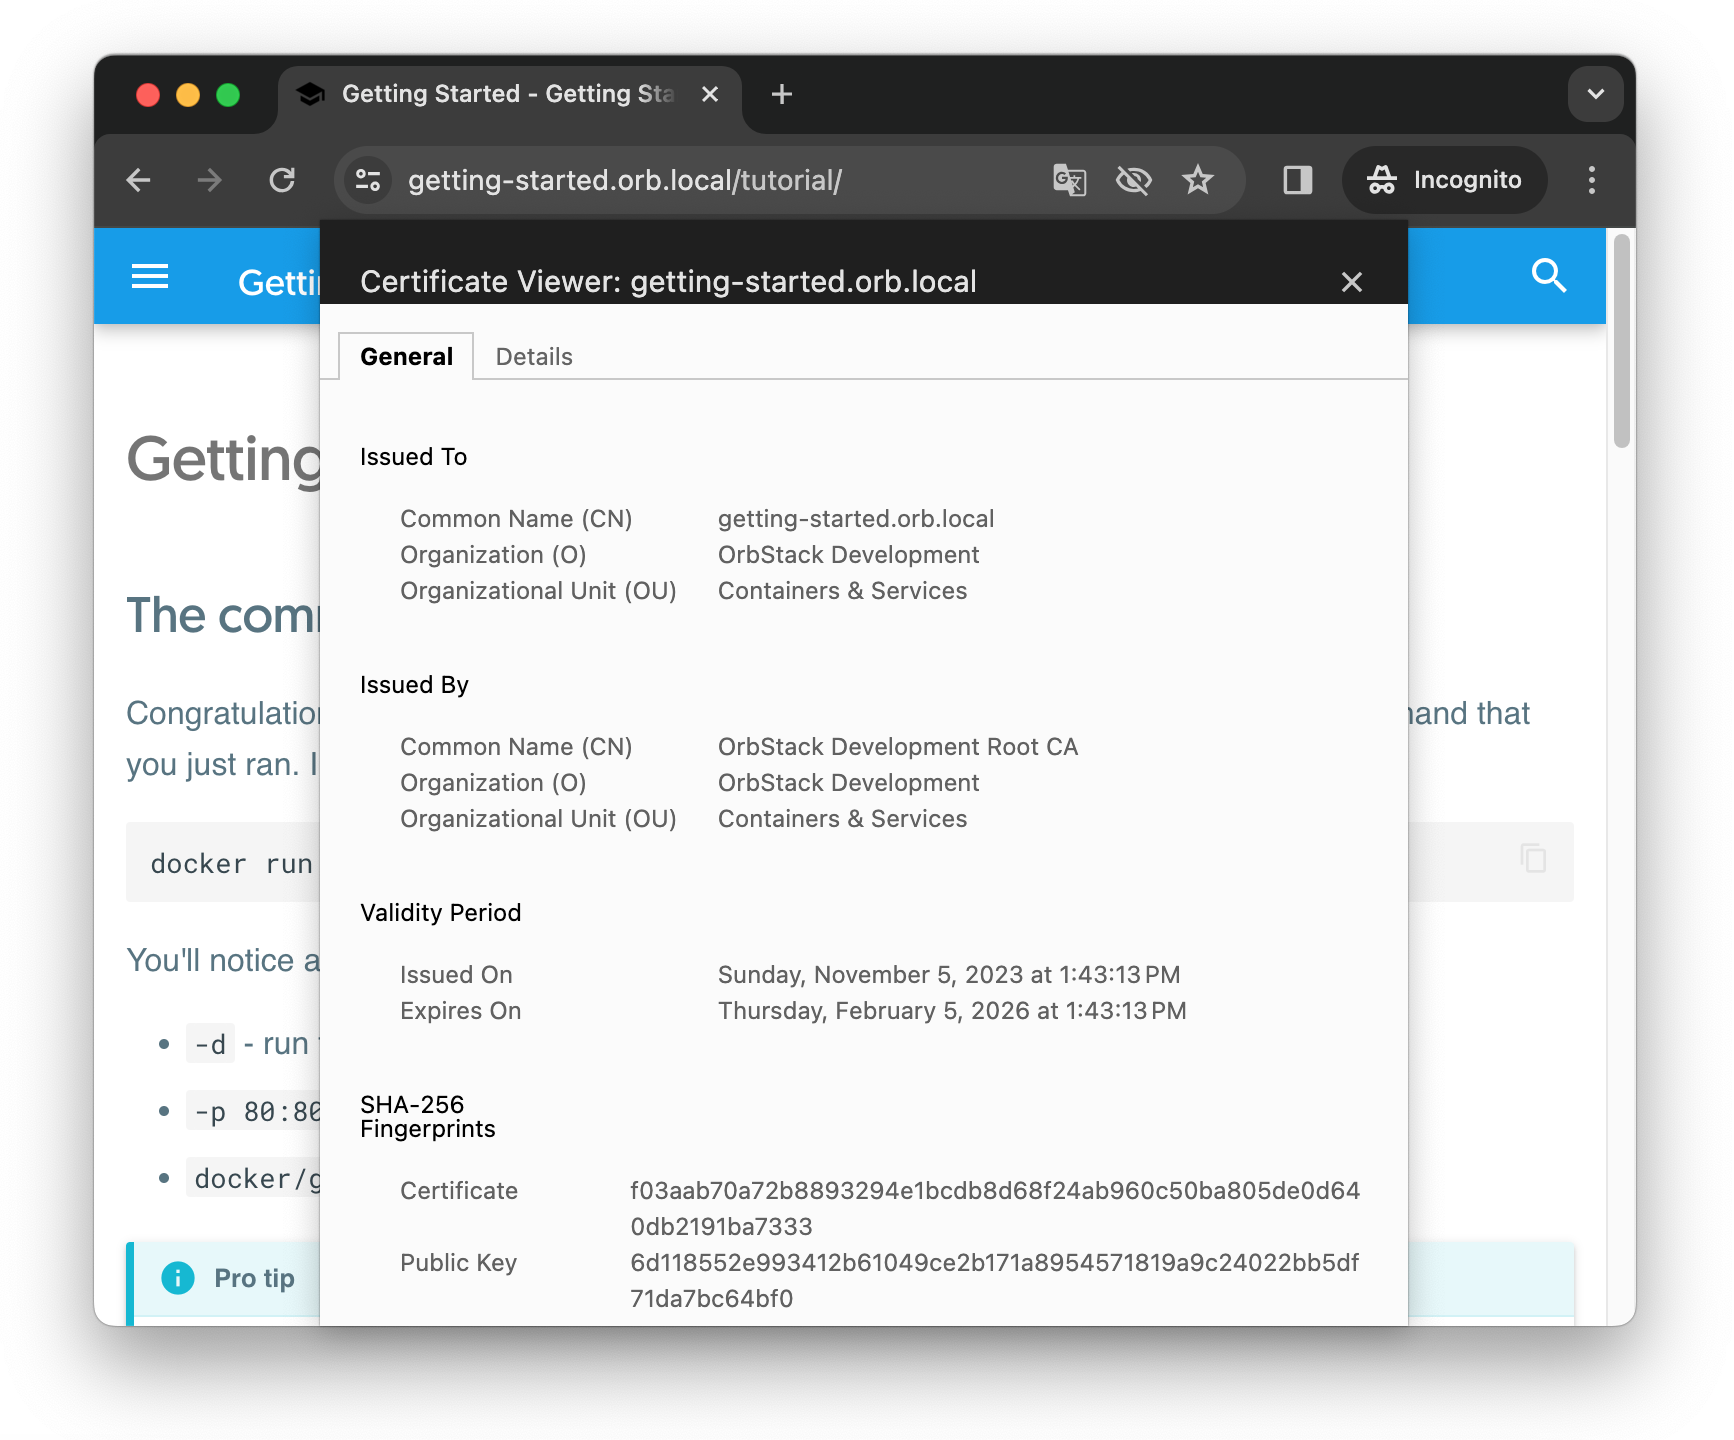 Getting Started - Getting Sta
getting-started.orb.local/tutorial/
Incognito
Getti
Certificate Viewer: getting-started.orb.local
General Details
Getting
Issued To
Common Name (CN) getting-started.orb.local
Organization (O) OrbStack Development
Organizational Unit (OU) Containers & Services
The com
Issued By
Congratulation
hand that
Common Name (CN) OrbStack Development Root CA
you just ran. I
Organization (O) OrbStack Development
Organizational Unit (OU) Containers & Services
docker run
Validity Period
You'll notice a
Issued On Sunday, November 5, 2023 at 1:43:13 PM
Expires On Thursday, February 5, 2026 at 1:43:13 PM
-d - run
SHA-256
Fingerprints
-p 80:80
docker/g
Certificate f03aab70a72b8893294e1bcdb8d68f24ab960c50ba805de0d64
0db2191ba7333
Public Key 6d118552e993412b61049ce2b171a8954571819a9c24022bb5df
71da7bc64bf0
Pro tip